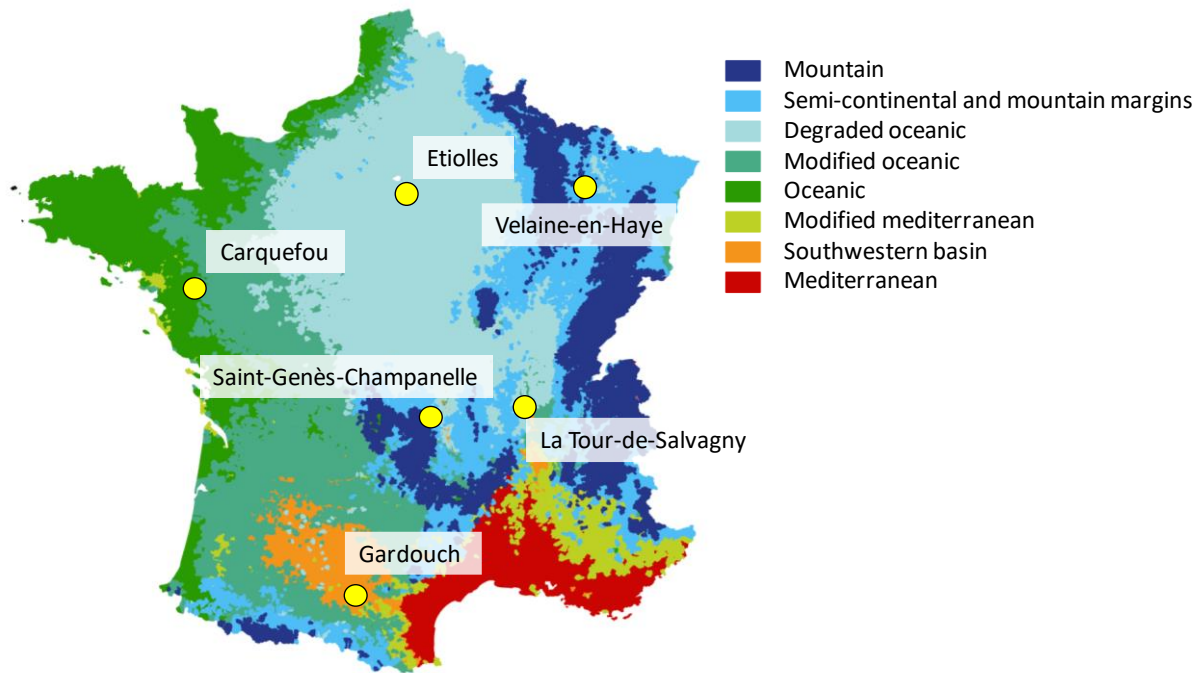 Mountain
Semi-continental and mountain margins
Degraded oceanic
Modified oceanic
Oceanic
Modified mediterranean
Southwestern basin
Mediterranean
Etiolles
Velaine-en-Haye
Carquefou
Saint-Genès-Champanelle
La Tour-de-Salvagny
Gardouch